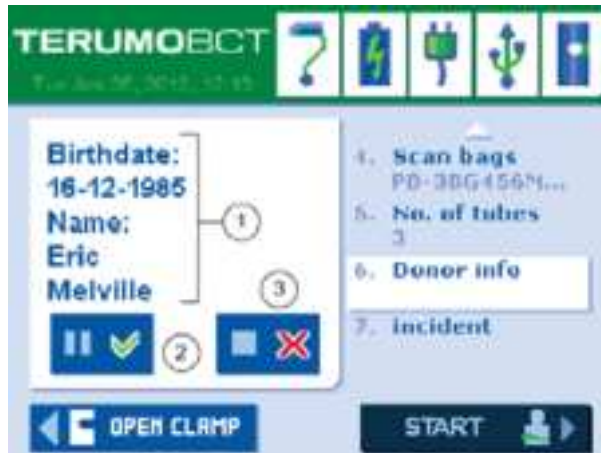 TERUMOBCT
Birthdate:
16-12-1985
Name:
Eric
Melville
1
3
2
4. Scan bags
5. No. of tubes
3
6. Donor info
7. incident
OPEN CLAMP
START